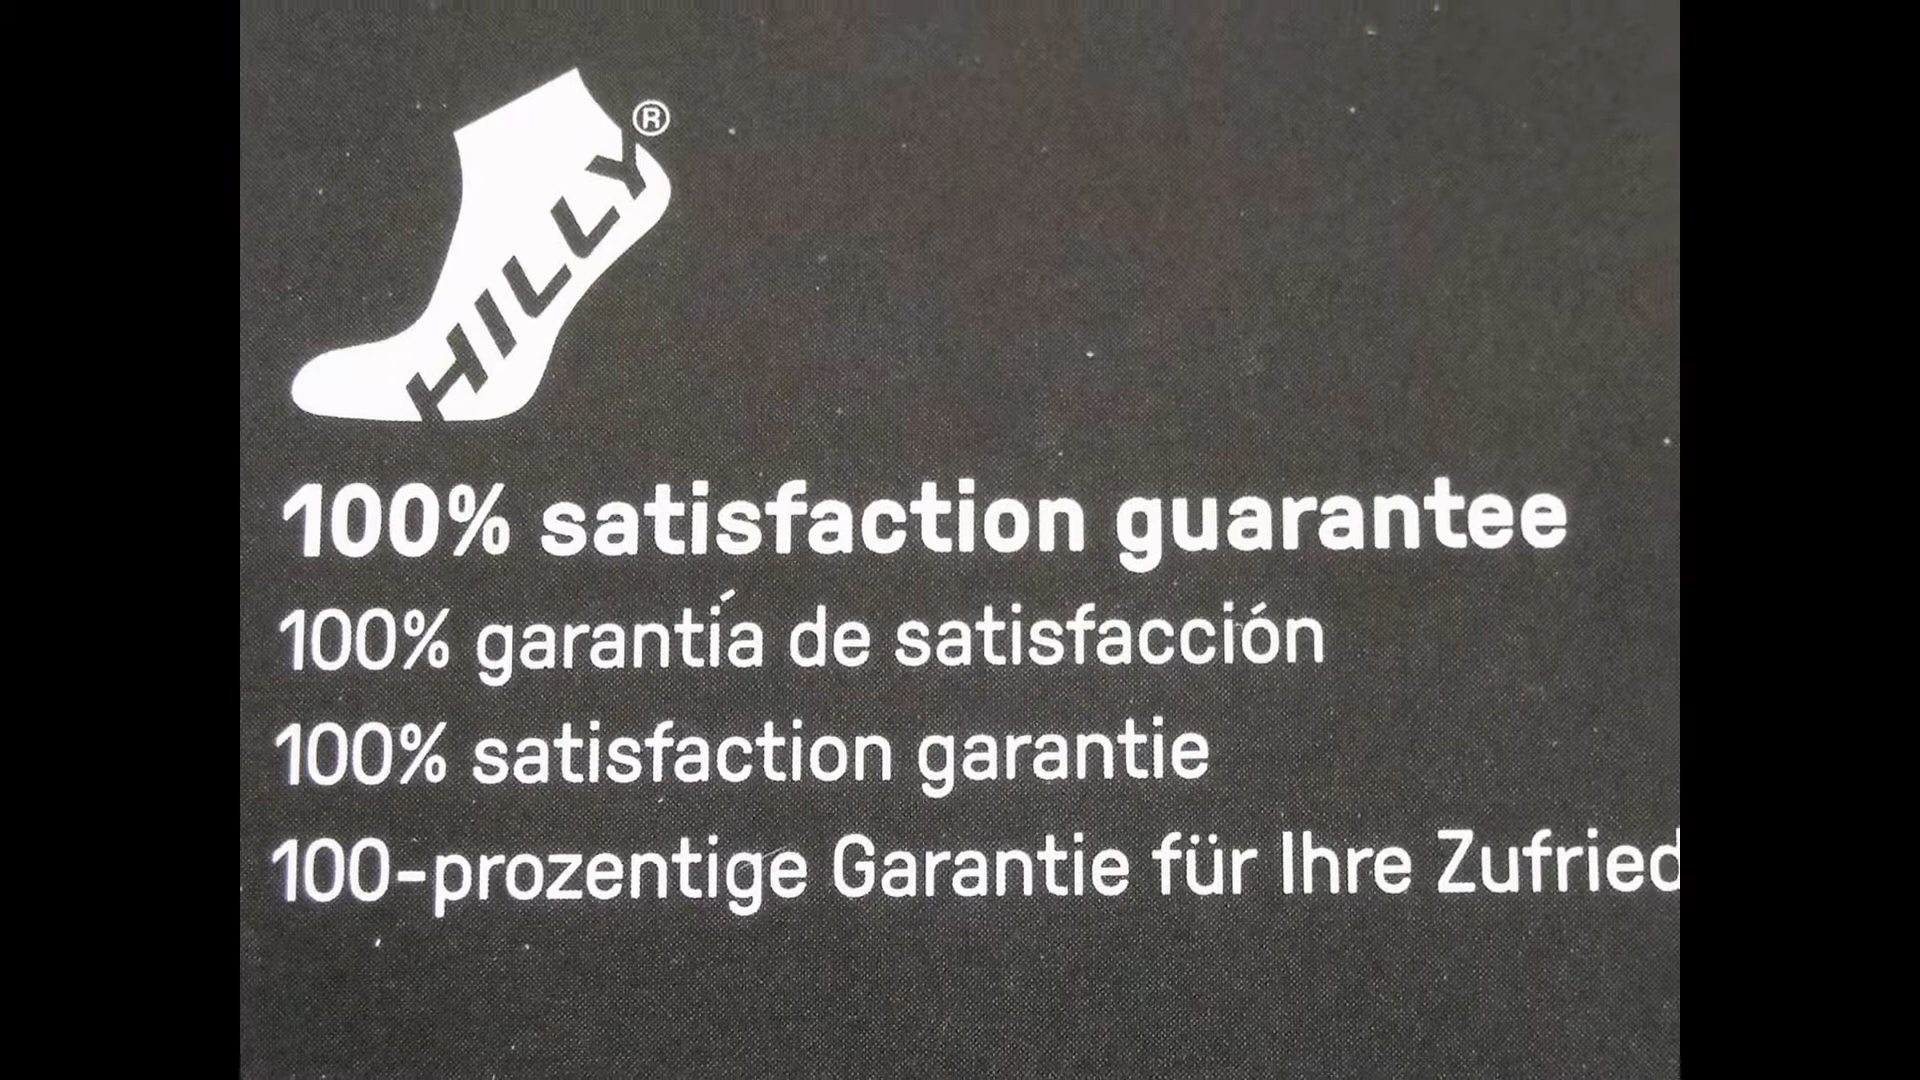 HILLY®
100% satisfaction guarantee
100% garantía de satisfacción
100% satisfaction garantie
100-prozentige Garantie für Ihre Zufried